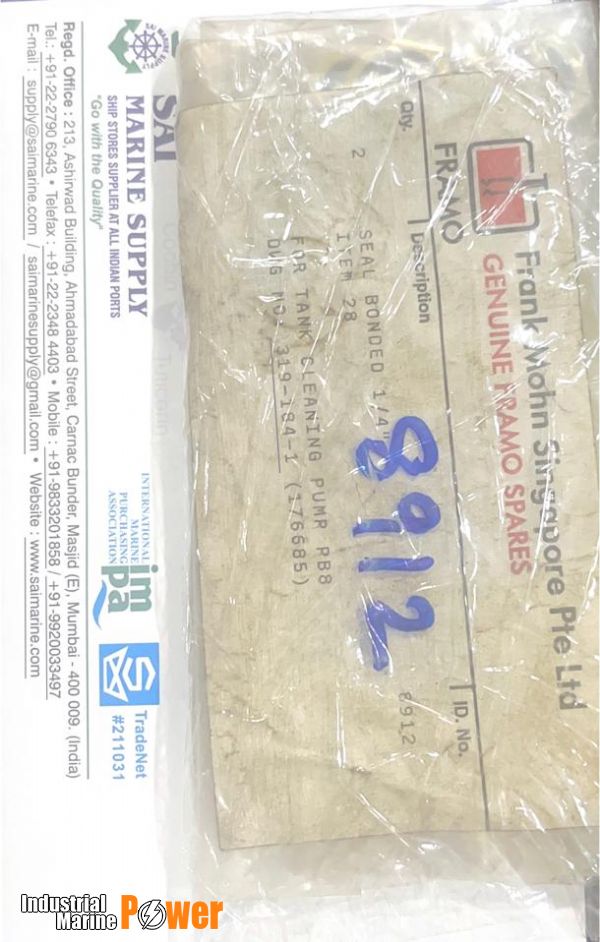 Frank Mohn Singapore Pte Ltd
GENUINE FRAMO SPARES
FRAMO
Qty. Description ID. No.
2 SEAL BONDED 1/4" 8912
ITEM 28
8912
FOR TANK CLEANING PUMP PB8
DWG NO: 319-184-1 (176685)
SAI MARINE SUPPLY
SAI
MARINE SUPPLY
SHIP STORES SUPPLIER AT ALL INDIAN PORTS
"Go with the Quality"
INTERNATIONAL
MARINE
PURCHASING
ASSOCIATION
impa
TradeNet
#211031
Regd. Office : 213, Ashirwad Building, Ahmadabad Street, Carnac Bunder, Masjid (E), Mumbai - 400 009. (India)
Tel.: +91-22-2790 6343 • Telefax : +91-22-2348 4403 • Mobile : +91-9833201858 / +91-9920033497
E-mail : supply@saimarine.com / saimarinesupply@gmail.com • Website : www.saimarine.com
Industrial
Marine
Power